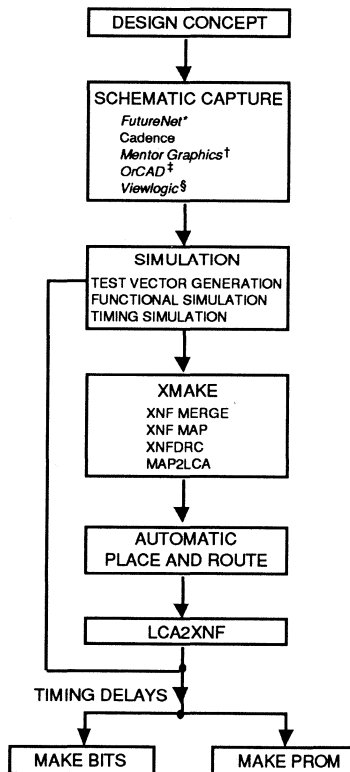 DESIGN CONCEPT
SCHEMATIC CAPTURE
FutureNet*
Cadence
Mentor Graphics†
OrCAD‡
Viewlogic§
SIMULATION
TEST VECTOR GENERATION
FUNCTIONAL SIMULATION
TIMING SIMULATION
XMAKE
XNF MERGE
XNF MAP
XNFDRC
MAP2LCA
AUTOMATIC
PLACE AND ROUTE
LCA2XNF
TIMING DELAYS
MAKE BITS
MAKE PROM